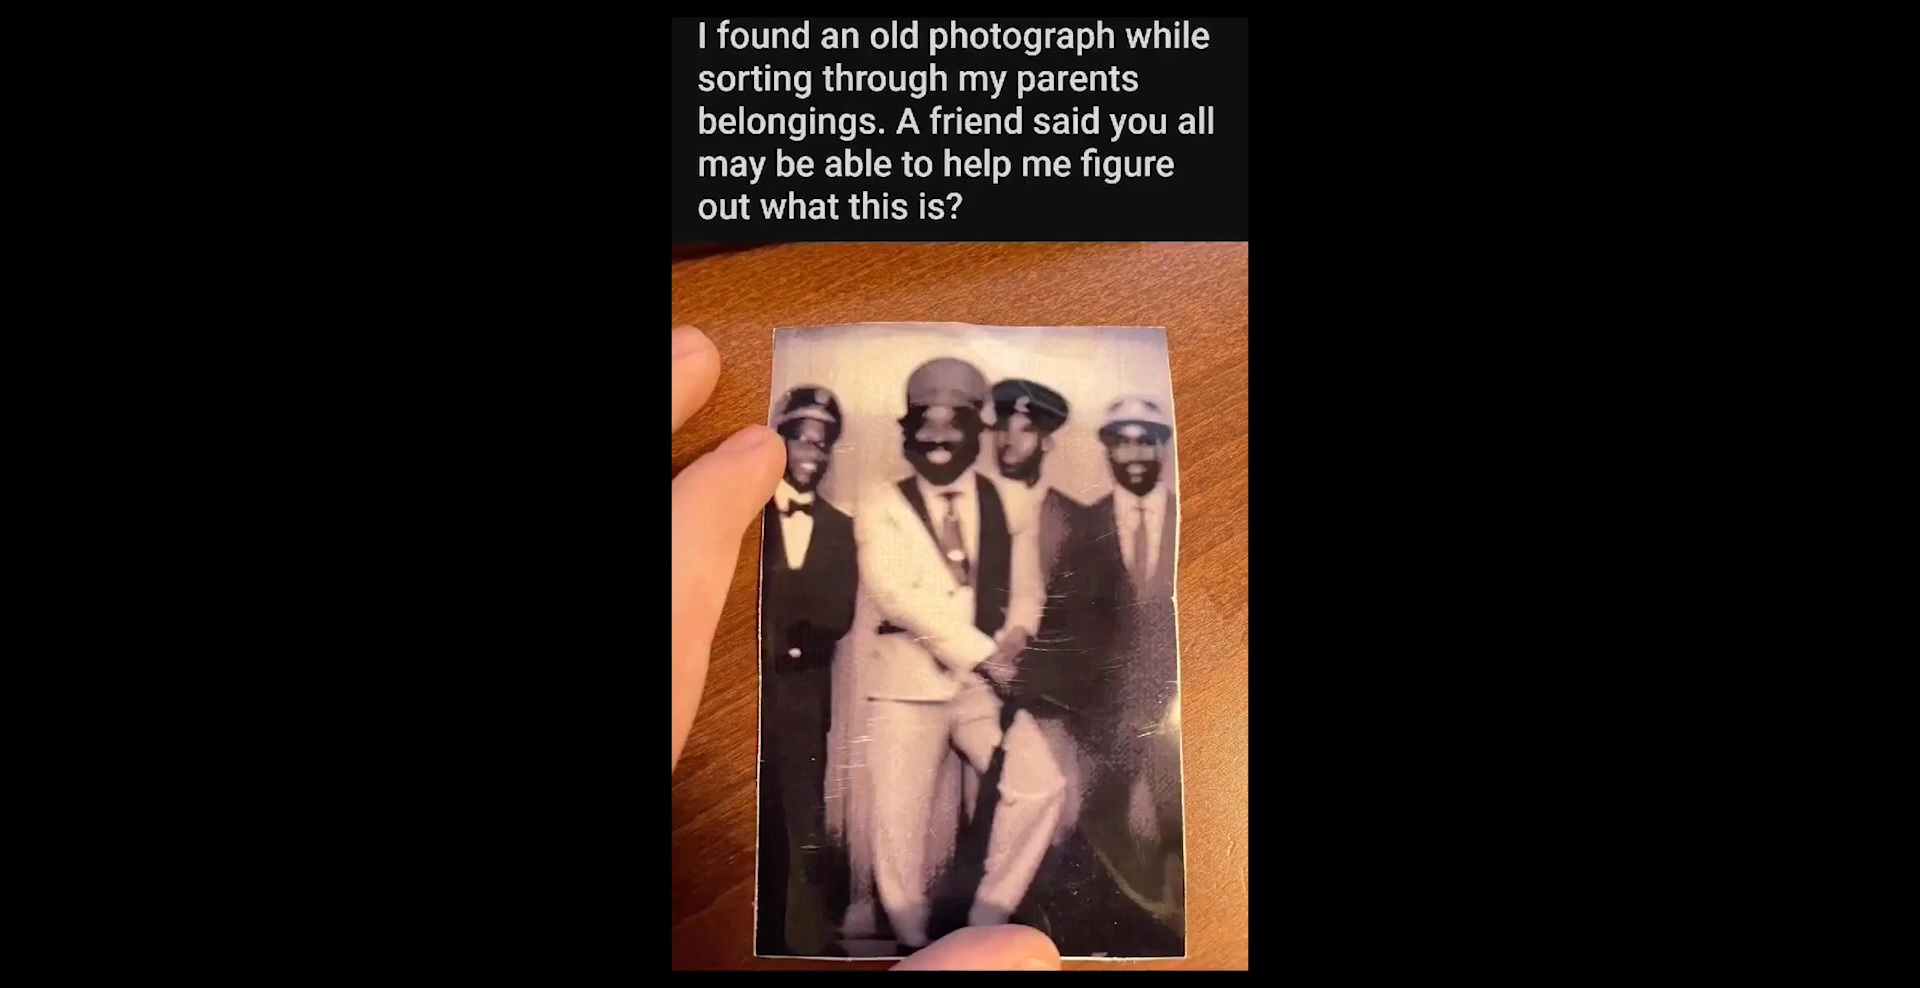 I found an old photograph while
sorting through my parents
belongings. A friend said you all
may be able to help me figure
out what this is?